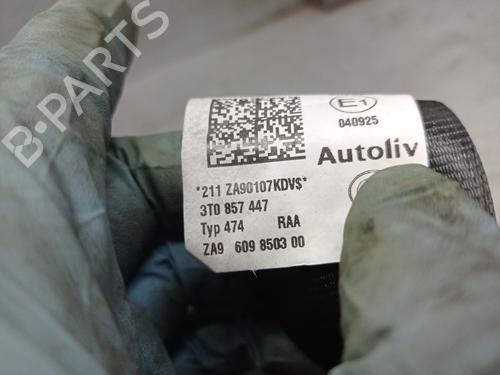 B-PARTS
E1
040925
Autoliv
*211 ZA90107KDV$*
3T0 857 447
Typ 474 RAA
ZA9 609 8503 00